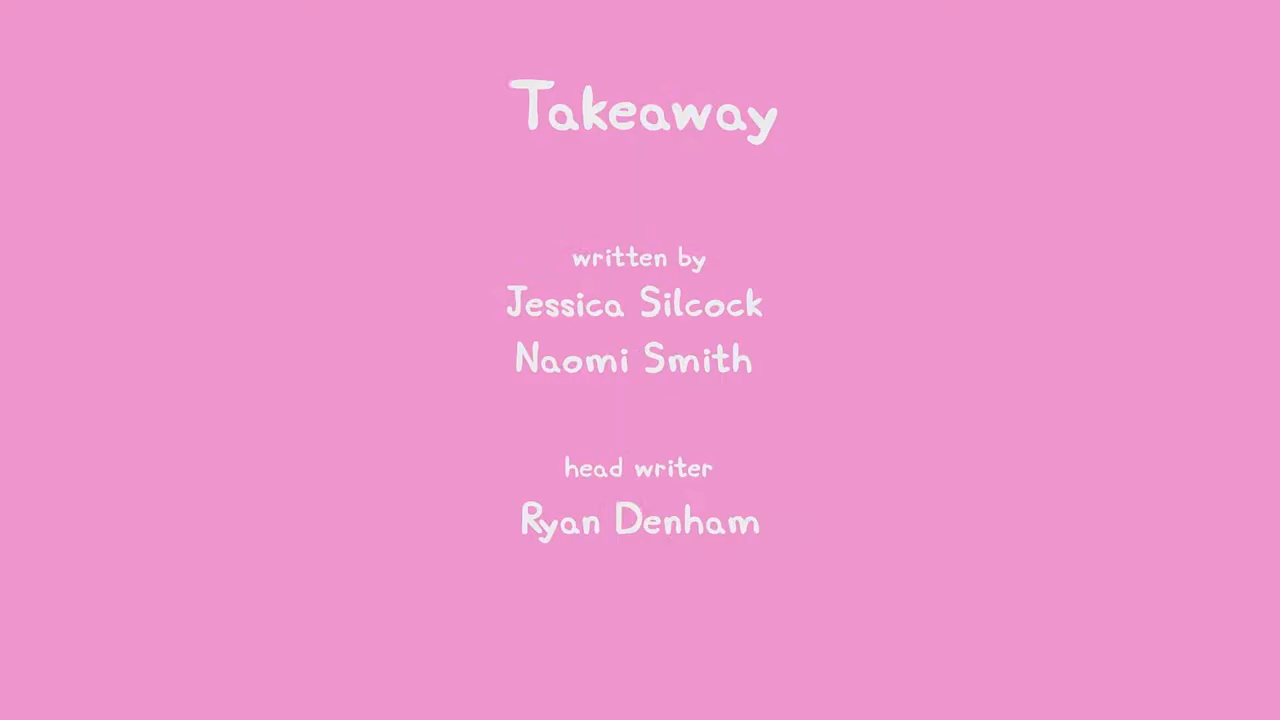 Takeaway
written by
Jessica Silcock
Naomi Smith
head writer
Ryan Denham